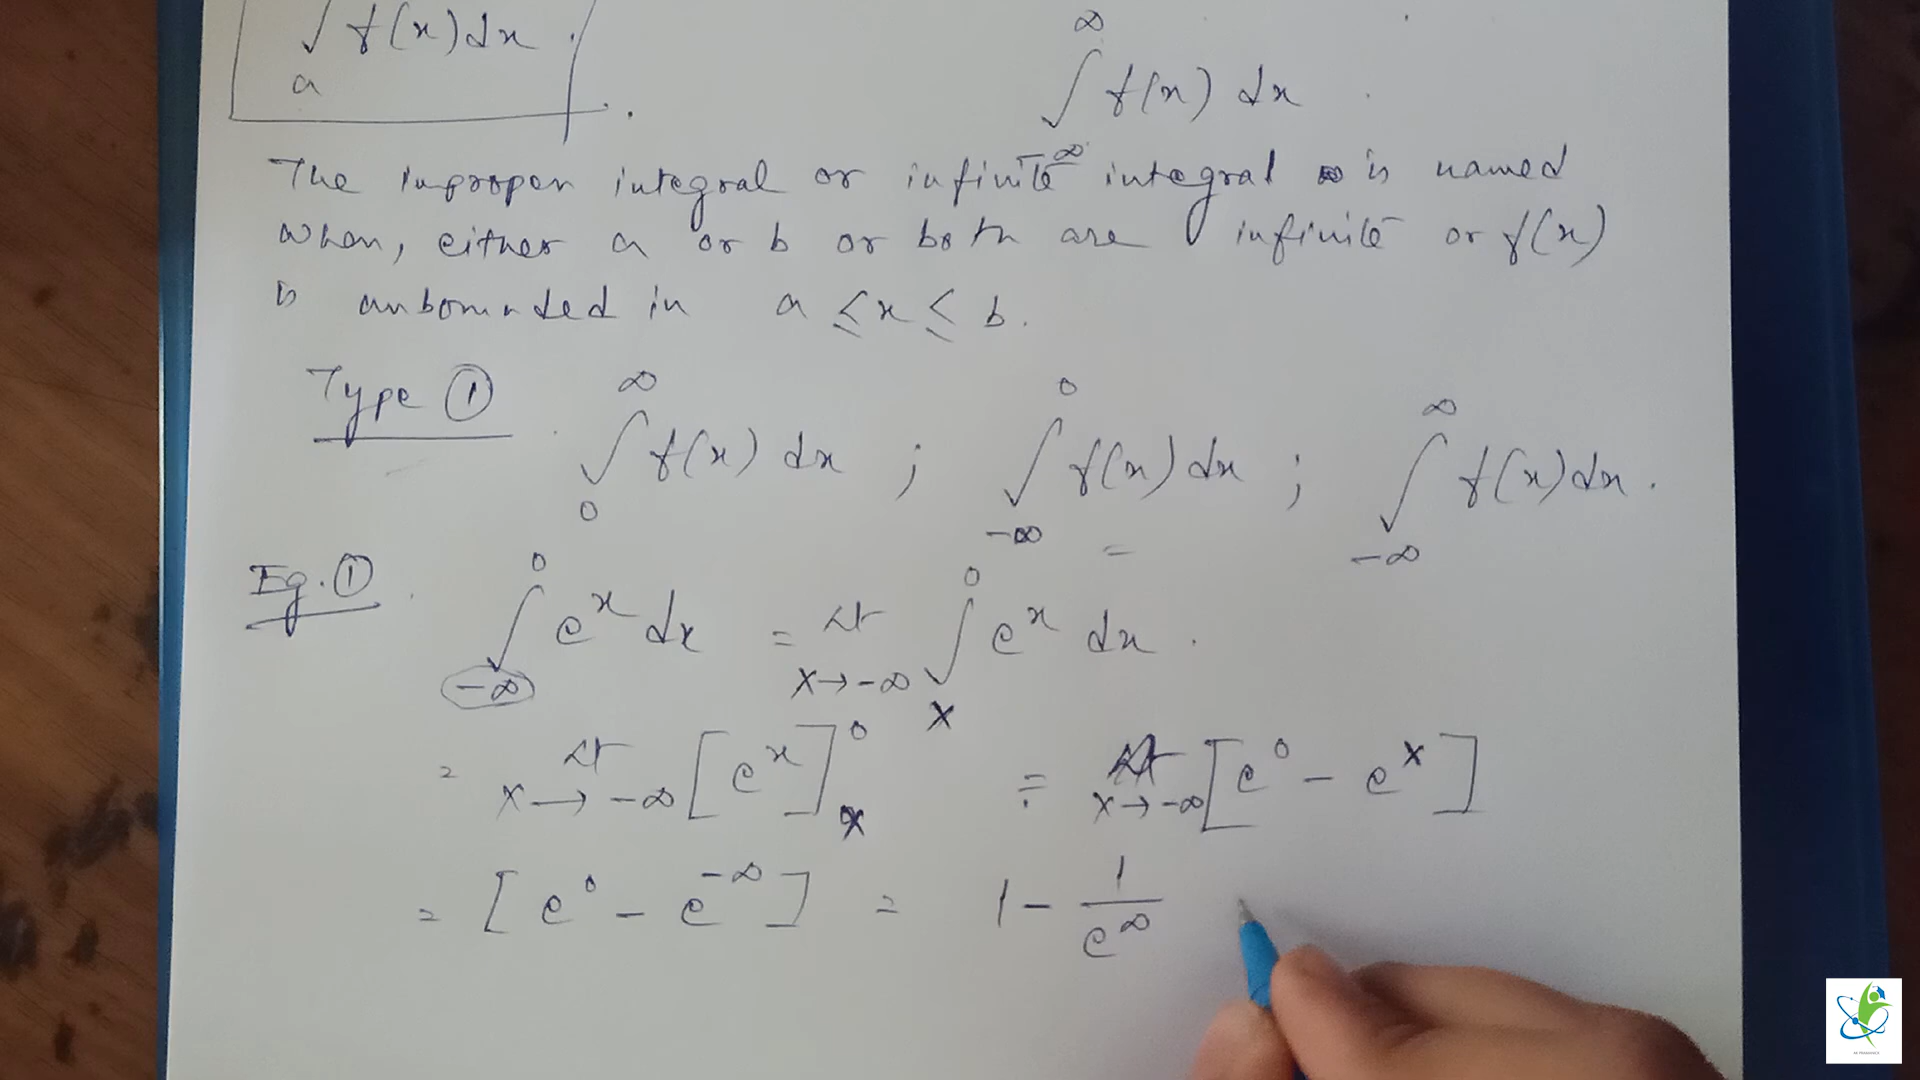 ∫ f(x) dx .
a
∞
∫ f(x) dx .
The improper integral or infinite integral is named
when, either a or b or both are infinite or f(x)
is unbounded in a ≤ x ≤ b.
Type ① ∫₀^∞ f(x) dx ; ∫₋∞^0 f(x) dx ; ∫₋∞^∞ f(x) dx .
Eg. ① ∫₋∞^0 e^x dx = Lt X→-∞ ∫_X^0 e^x dx .
= Lt X→-∞ [e^x]_X^0 = Lt X→-∞ [e^0 - e^X]
= [e^0 - e^-∞] = 1 - 1/e^∞